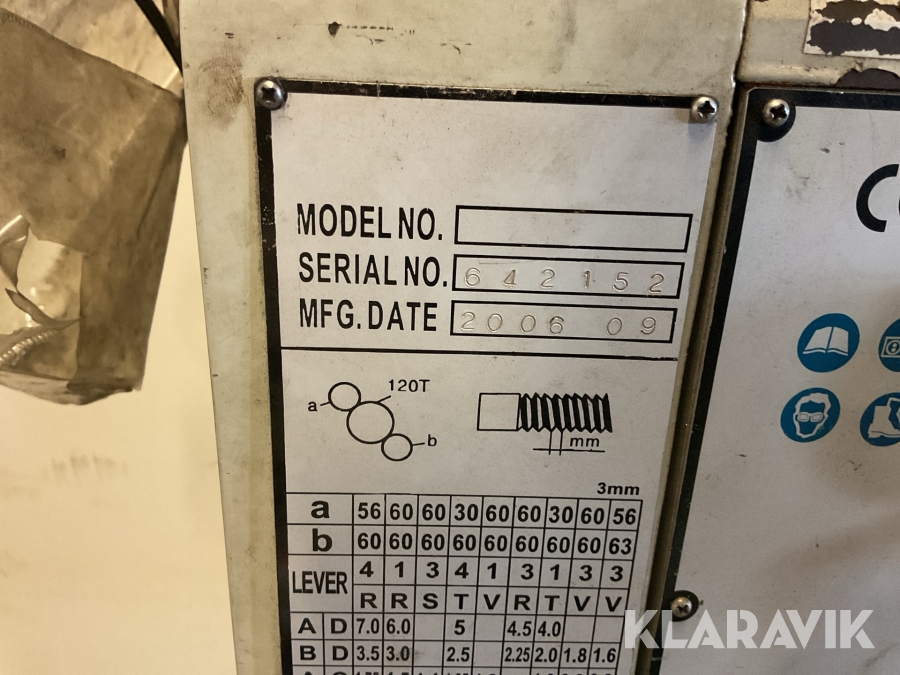 MODEL NO.
SERIAL NO. 642152
MFG. DATE 2006 09
120T
a
b
mm
3mm
a 56 60 60 30 60 60 30 60 56
b 60 60 60 60 60 60 60 60 63
LEVER 4 1 3 4 1 3 1 3 3
R R S T V R T V V
A D 7.0 6.0 5 4.5 4.0
B D 3.5 3.0 2.5 2.25 2.0 1.8 1.6
KLARAVIK